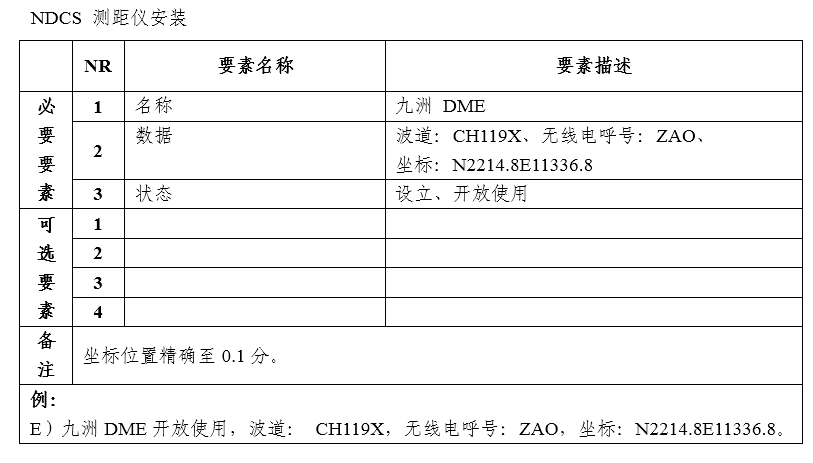 NDCS 测距仪安装
NR 要素名称 要素描述
必要要素 1 名称 九洲 DME
2 数据 波道：CH119X、无线电呼号：ZAO、
坐标：N2214.8E11336.8
3 状态 设立、开放使用
可选要素 1
2
3
4
备注 坐标位置精确至 0.1 分。
例：
E）九洲 DME 开放使用，波道： CH119X，无线电呼号：ZAO，坐标：N2214.8E11336.8。